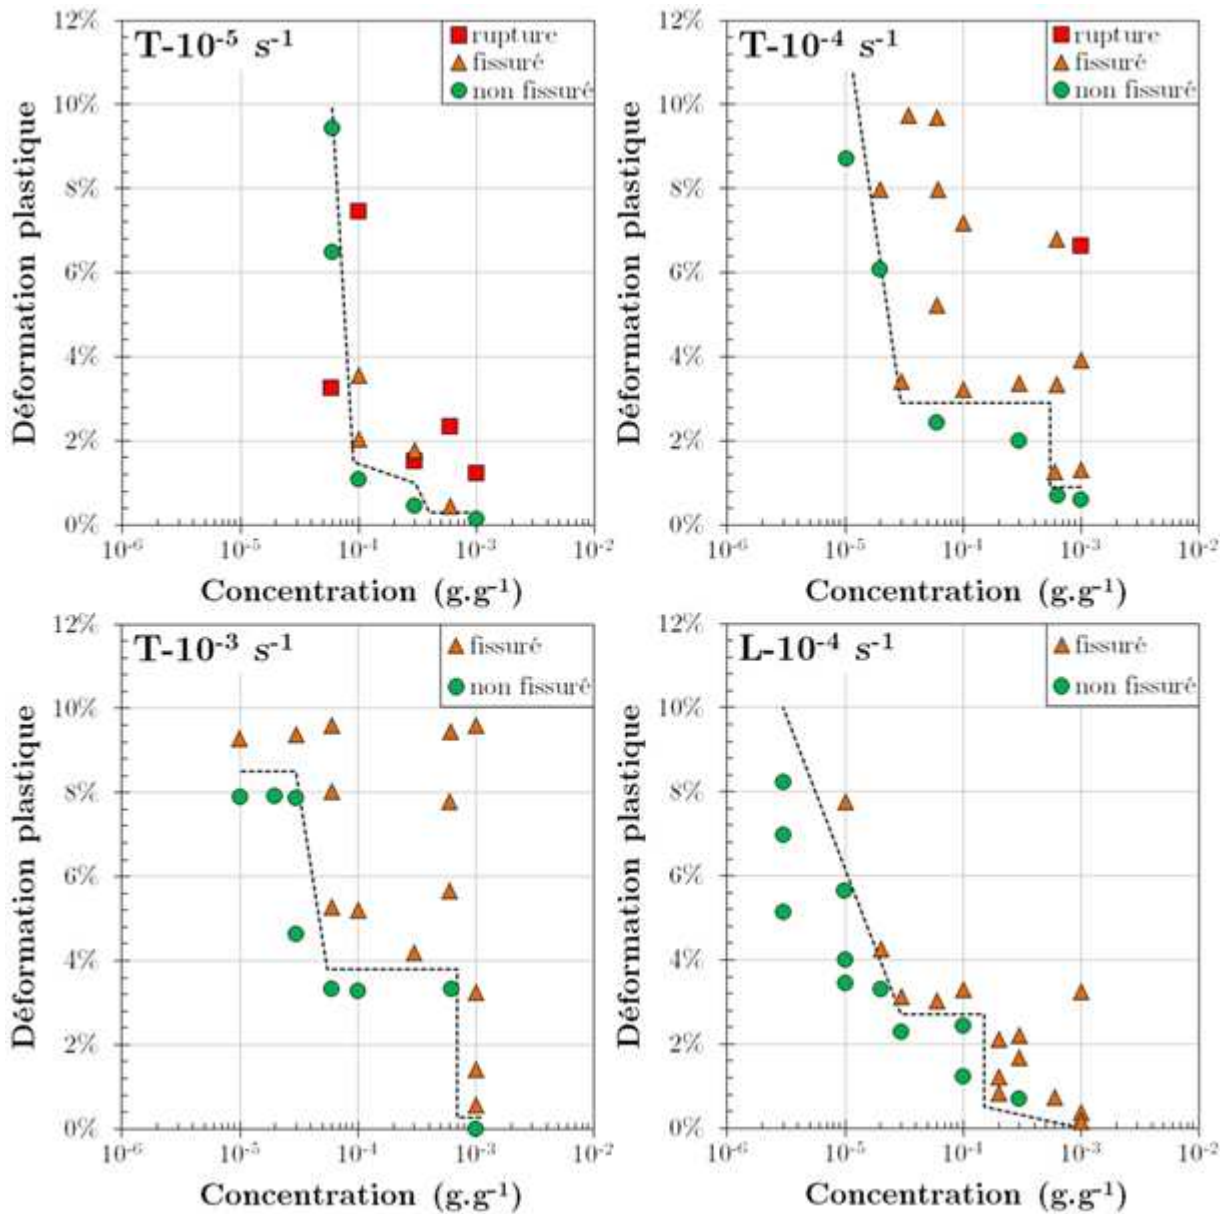 T-10⁻⁵ s⁻¹
rupture
fissuré
non fissuré
Déformation plastique
12%
10%
8%
6%
4%
2%
0%
10⁻⁶ 10⁻⁵ 10⁻⁴ 10⁻³ 10⁻²
Concentration (g.g⁻¹)
T-10⁻⁴ s⁻¹
rupture
fissuré
non fissuré
Déformation plastique
12%
10%
8%
6%
4%
2%
0%
10⁻⁶ 10⁻⁵ 10⁻⁴ 10⁻³ 10⁻²
Concentration (g.g⁻¹)
T-10⁻³ s⁻¹
fissuré
non fissuré
Déformation plastique
12%
10%
8%
6%
4%
2%
0%
10⁻⁶ 10⁻⁵ 10⁻⁴ 10⁻³ 10⁻²
Concentration (g.g⁻¹)
L-10⁻⁴ s⁻¹
fissuré
non fissuré
Déformation plastique
12%
10%
8%
6%
4%
2%
0%
10⁻⁶ 10⁻⁵ 10⁻⁴ 10⁻³ 10⁻²
Concentration (g.g⁻¹)